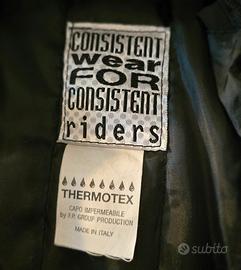 CONSISTENT
wear
FOR
CONSISTENT
riders
THERMOTEX
CAPO IMPERMEABILE
by F.P. GROUP PRODUCTION
MADE IN ITALY
subito